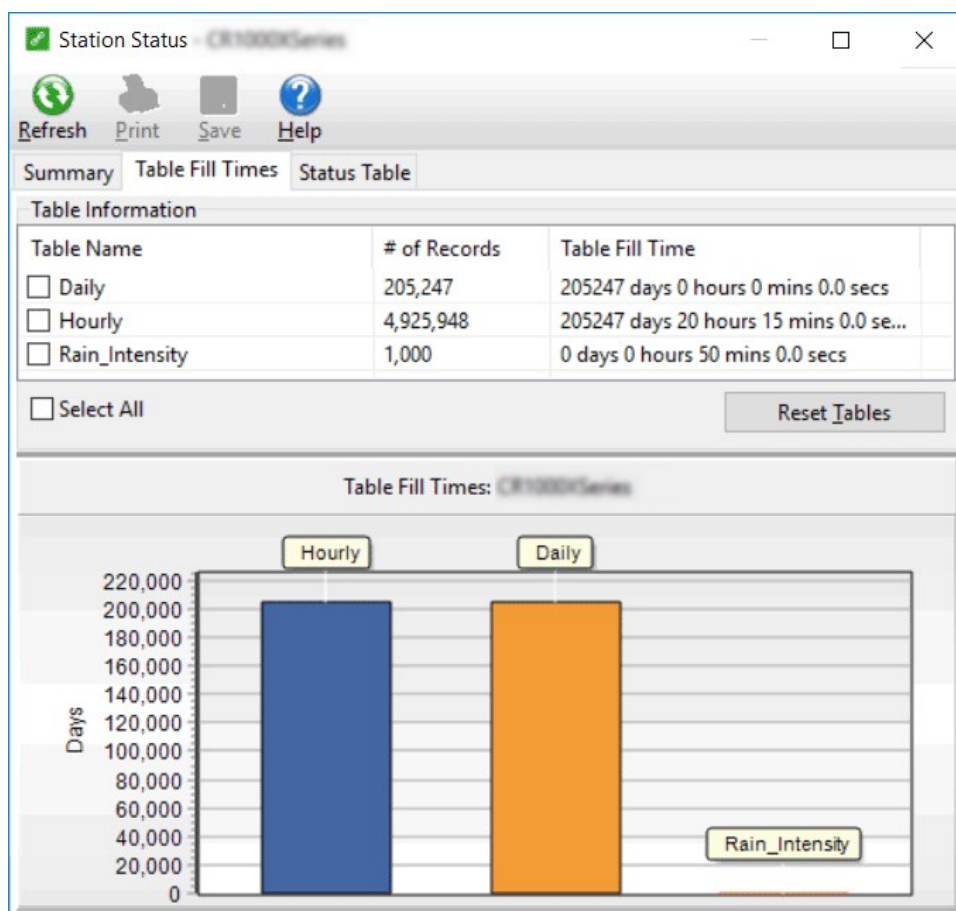 Station Status -
Refresh Print Save Help
Summary Table Fill Times Status Table
Table Information
Table Name # of Records Table Fill Time
Daily 205,247 205247 days 0 hours 0 mins 0.0 secs
Hourly 4,925,948 205247 days 20 hours 15 mins 0.0 se...
Rain_Intensity 1,000 0 days 0 hours 50 mins 0.0 secs
Select All Reset Tables
Table Fill Times:
Hourly Daily
220,000
200,000
180,000
160,000
140,000
120,000
100,000
80,000
60,000
40,000
20,000
0
Days
Rain_Intensity